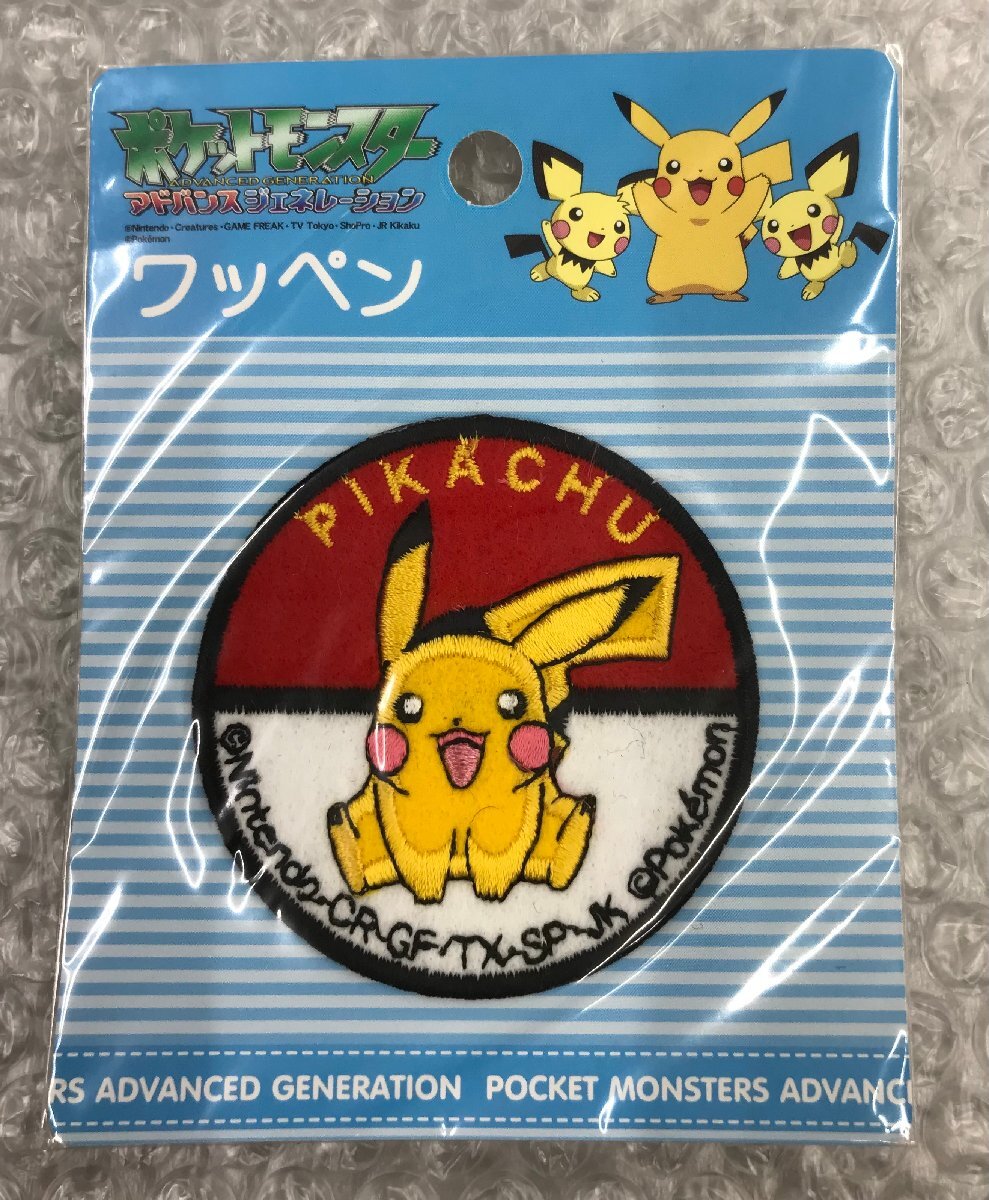 ポケットモンスター
ADVANCED GENERATION
アドバンスジェネレーション
©Nintendo・Creatures・GAME FREAK・TV Tokyo・ShoPro・JR Kikaku
©Pokémon
ワッペン
PIKACHU
©Nintendo・CR・GF・TX・SP・JK ©Pokémon
RS ADVANCED GENERATION POCKET MONSTERS ADVANC